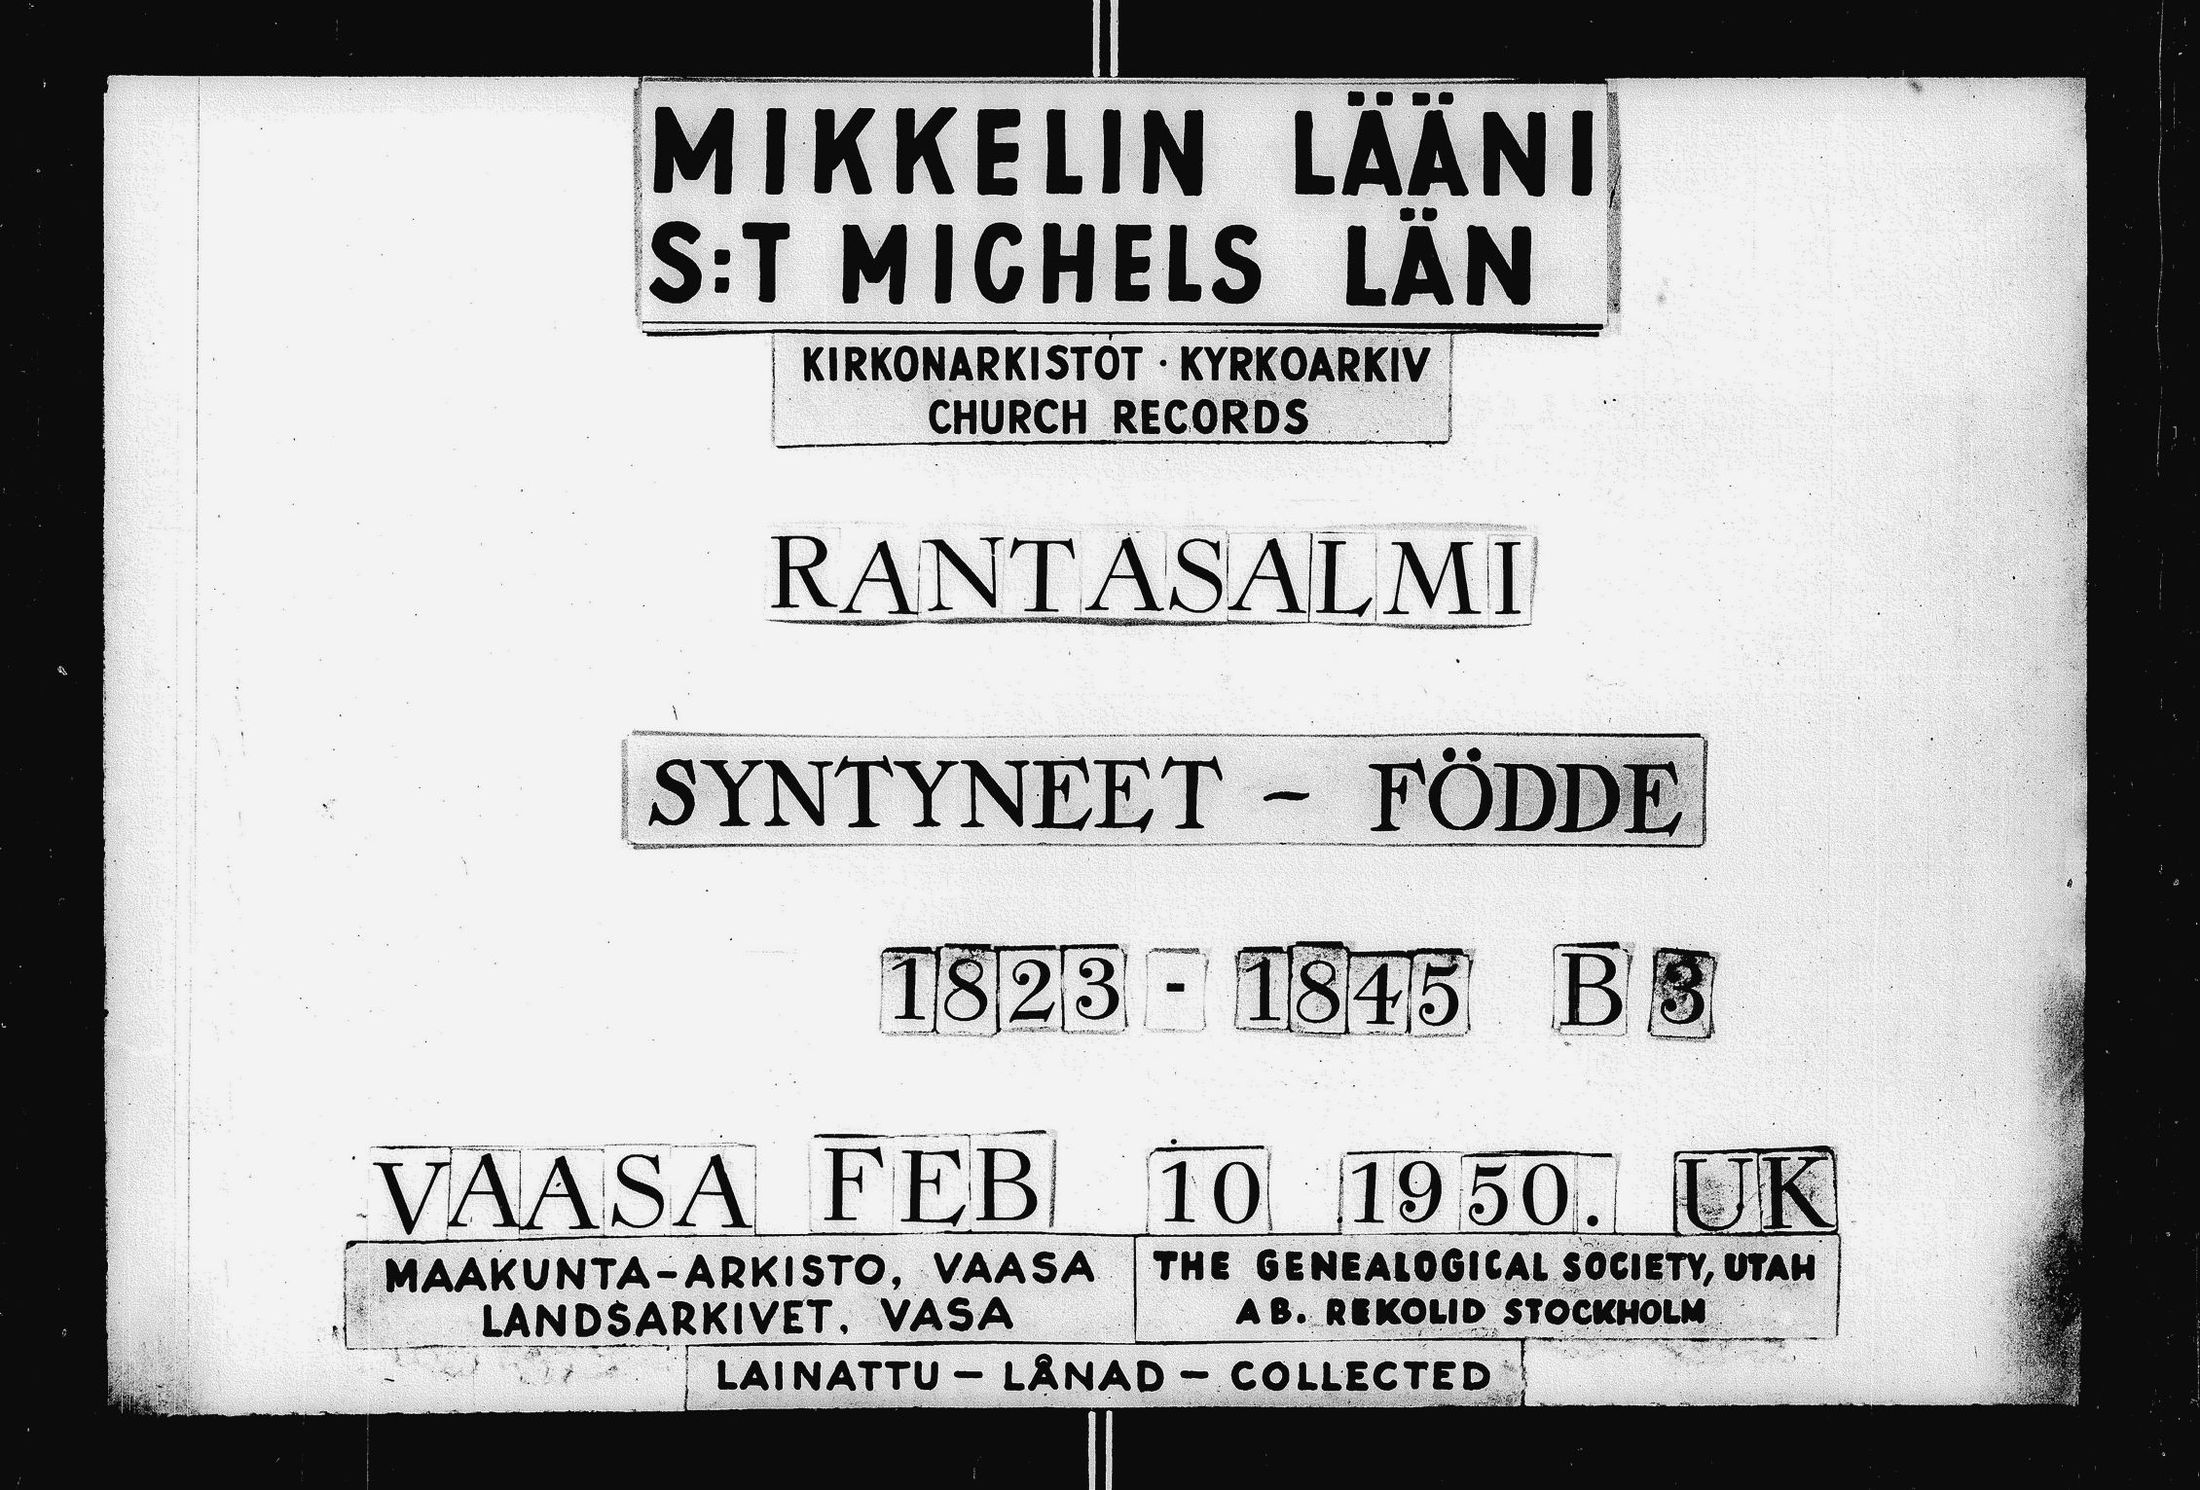 MIKKELIN LÄÄNI
S:T MICHELS LÄN
KIRKONARKISTOT · KYRKOARKIV
CHURCH RECORDS
RANTASALMI
SYNTYNEET - FÖDDE
1823 - 1845 B 3
VAASA FEB 10 1950. UK
MAAKUNTA-ARKISTO, VAASA
LANDSARKIVET, VASA
THE GENEALOGICAL SOCIETY, UTAH
AB. REKOLID STOCKHOLM
LAINATTU - LÅNAD - COLLECTED